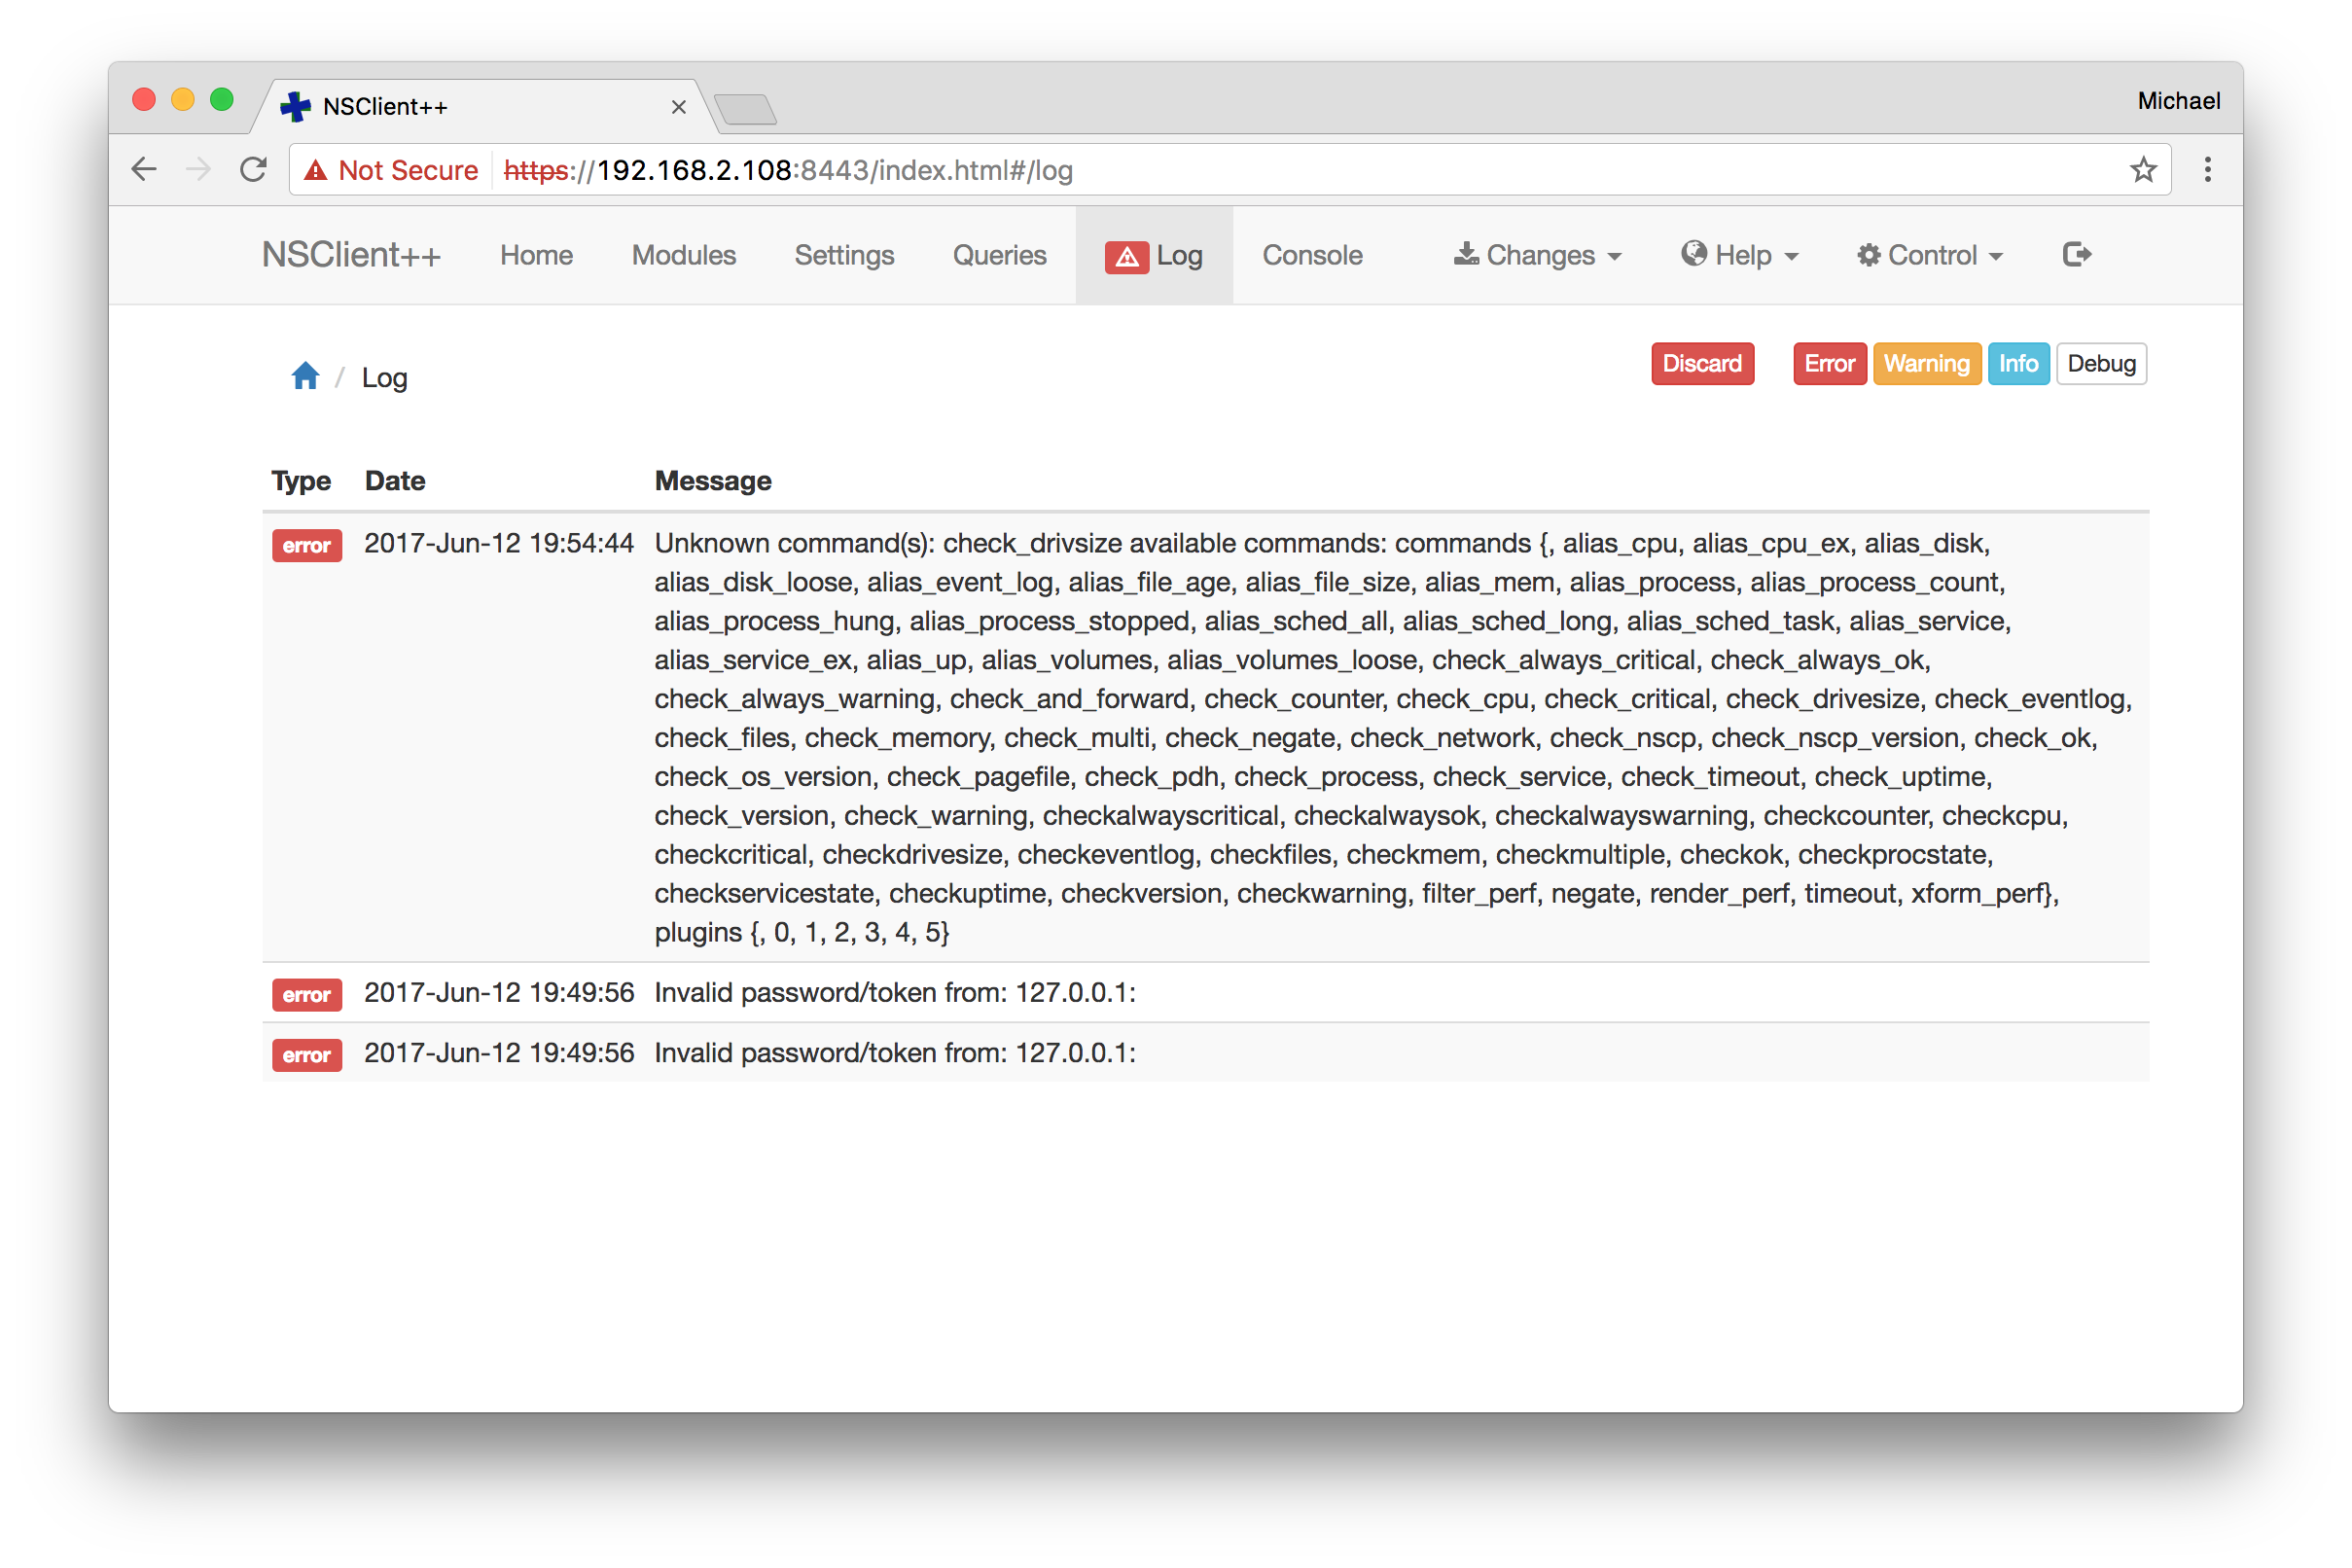 NSClient++
Michael
Not Secure https://192.168.2.108:8443/index.html#/log
NSClient++ Home Modules Settings Queries Log Console Changes Help Control
/ Log
Discard Error Warning Info Debug
Type Date Message
error 2017-Jun-12 19:54:44 Unknown command(s): check_drivsize available commands: commands {, alias_cpu, alias_cpu_ex, alias_disk,
alias_disk_loose, alias_event_log, alias_file_age, alias_file_size, alias_mem, alias_process, alias_process_count,
alias_process_hung, alias_process_stopped, alias_sched_all, alias_sched_long, alias_sched_task, alias_service,
alias_service_ex, alias_up, alias_volumes, alias_volumes_loose, check_always_critical, check_always_ok,
check_always_warning, check_and_forward, check_counter, check_cpu, check_critical, check_drivesize, check_eventlog,
check_files, check_memory, check_multi, check_negate, check_network, check_nscp, check_nscp_version, check_ok,
check_os_version, check_pagefile, check_pdh, check_process, check_service, check_timeout, check_uptime,
check_version, check_warning, checkalwayscritical, checkalwaysok, checkalwayswarning, checkcounter, checkcpu,
checkcritical, checkdrivesize, checkeventlog, checkfiles, checkmem, checkmultiple, checkok, checkprocstate,
checkservicestate, checkuptime, checkversion, checkwarning, filter_perf, negate, render_perf, timeout, xform_perf},
plugins {, 0, 1, 2, 3, 4, 5}
error 2017-Jun-12 19:49:56 Invalid password/token from: 127.0.0.1:
error 2017-Jun-12 19:49:56 Invalid password/token from: 127.0.0.1: